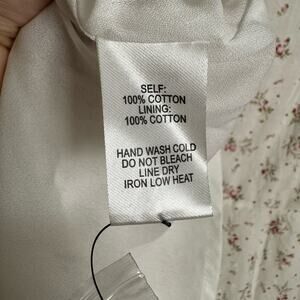 SELF:
100% COTTON
LINING:
100% COTTON
HAND WASH COLD
DO NOT BLEACH
LINE DRY
IRON LOW HEAT